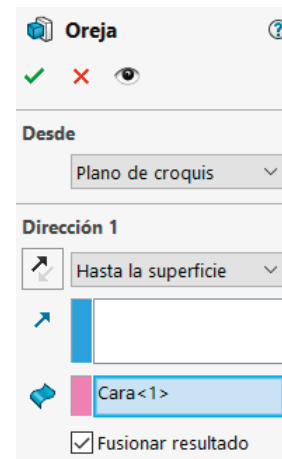 Oreja
Desde
Plano de croquis
Dirección 1
Hasta la superficie
Cara<1>
Fusionar resultado